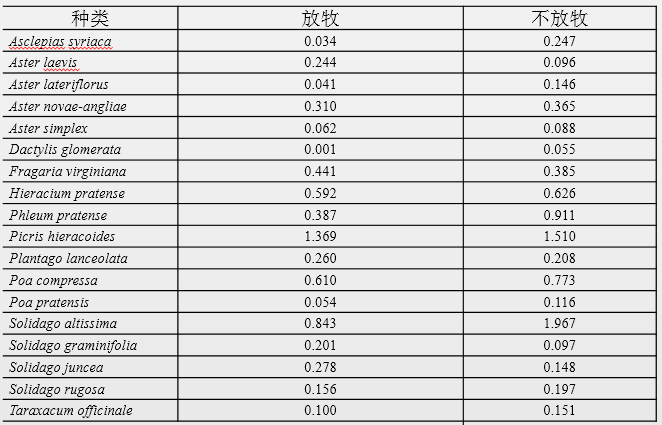 种类 放牧 不放牧
Asclepias syriaca 0.034 0.247
Aster laevis 0.244 0.096
Aster lateriflorus 0.041 0.146
Aster novae-angliae 0.310 0.365
Aster simplex 0.062 0.088
Dactylis glomerata 0.001 0.055
Fragaria virginiana 0.441 0.385
Hieracium pratense 0.592 0.626
Phleum pratense 0.387 0.911
Picris hieracoides 1.369 1.510
Plantago lanceolata 0.260 0.208
Poa compressa 0.610 0.773
Poa pratensis 0.054 0.116
Solidago altissima 0.843 1.967
Solidago graminifolia 0.201 0.097
Solidago juncea 0.278 0.148
Solidago rugosa 0.156 0.197
Taraxacum officinale 0.100 0.151